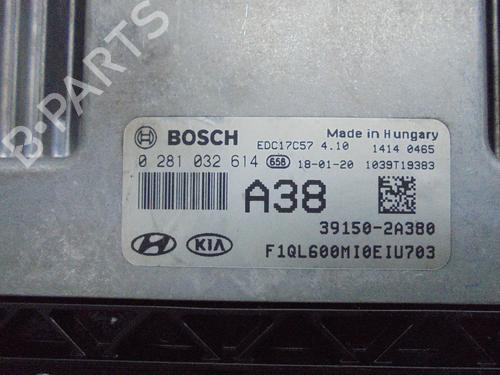 B-PARTS
BOSCH EDC17C57 4.10 Made in Hungary
1414 0465
0 281 032 614 658 18-01-20 1039T19383
A38
39150-2A380
KIA F1QL600MI0EIU703